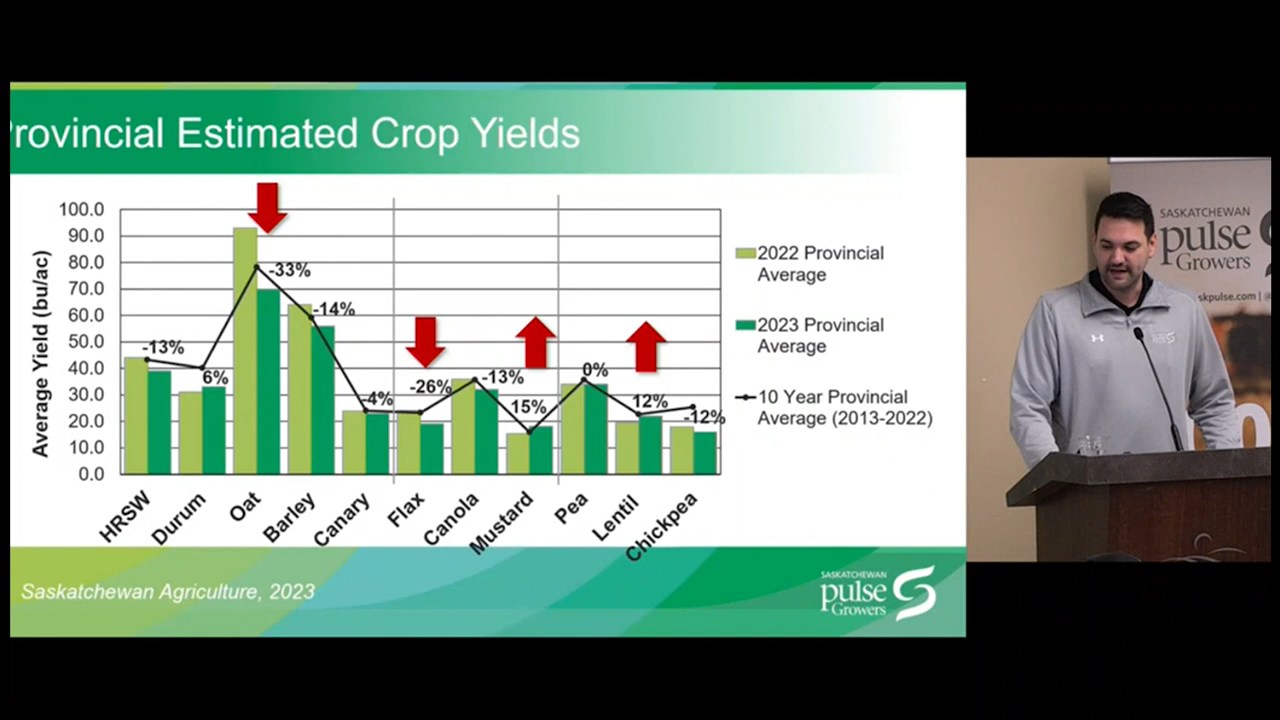 rovincial Estimated Crop Yields
Average Yield (bu/ac)
100.0
90.0
80.0
70.0
60.0
50.0
40.0
30.0
20.0
10.0
0.0
-13%
6%
-33%
-14%
-4%
-26%
-13%
15%
0%
12%
-12%
HRSW
Durum
Oat
Barley
Canary
Flax
Canola
Mustard
Pea
Lentil
Chickpea
2022 Provincial
Average
2023 Provincial
Average
10 Year Provincial
Average (2013-2022)
Saskatchewan Agriculture, 2023
SASKATCHEWAN
pulse
Growers
SASKATCHEWAN
pulse
Growers
skpulse.com | @